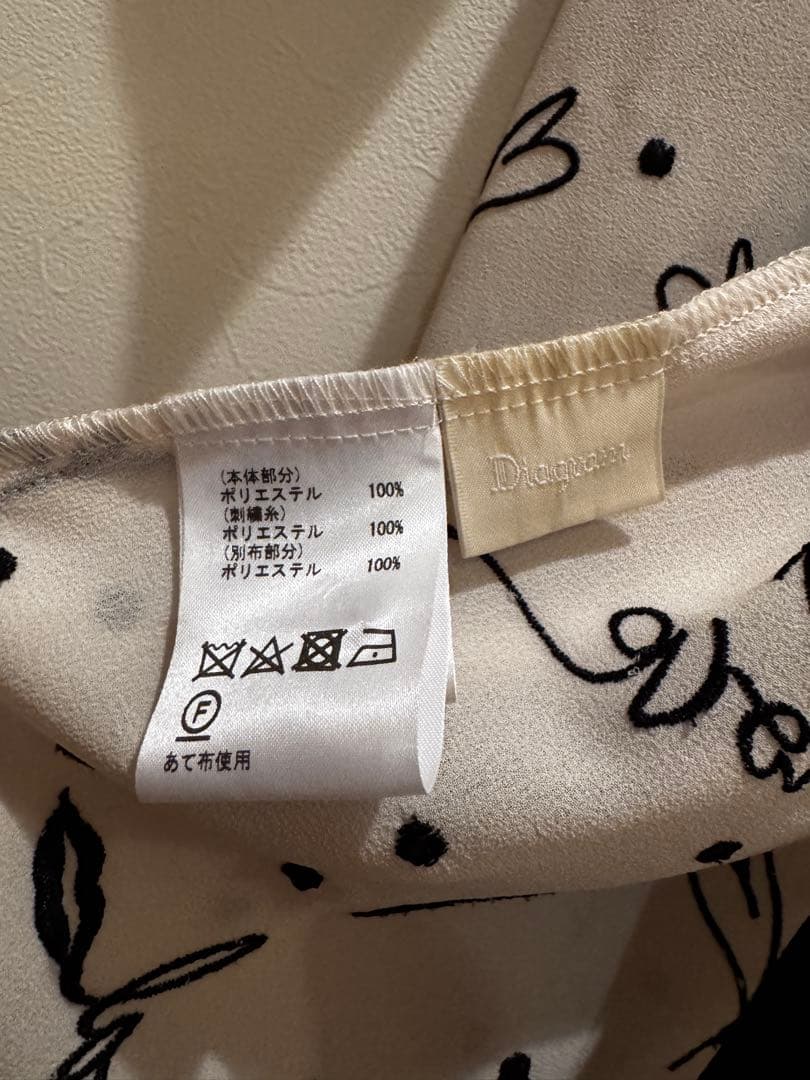 (本体部分)
ポリエステル 100%
(刺繍糸)
ポリエステル 100%
(別布部分)
ポリエステル 100%
F
あて布使用
Diagram